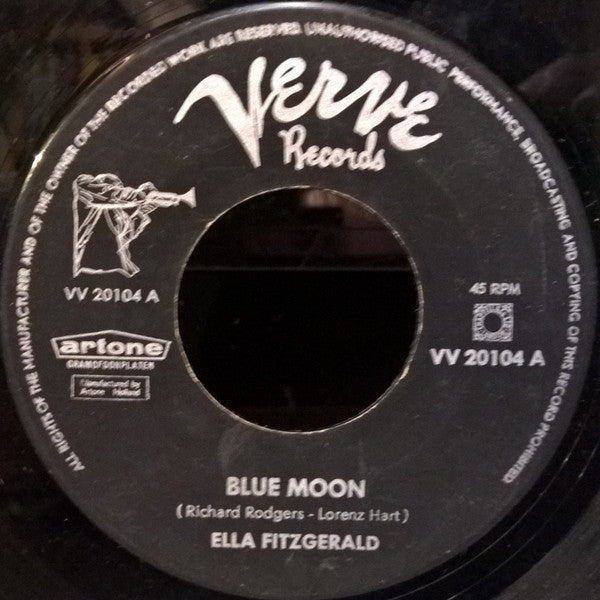 ALL RIGHTS OF THE MANUFACTURER AND OF THE OWNER OF THE RECORDED WORK ARE RESERVED. UNAUTHORISED PUBLIC PERFORMANCE, BROADCASTING AND COPYING OF THIS RECORD PROHIBITED.
Verve
Records
VV 20104 A
45 RPM
artone
GRAMOFOONPLATEN
VV 20104 A
Manufactured by
Artone Holland
BLUE MOON
(Richard Rodgers - Lorenz Hart)
ELLA FITZGERALD